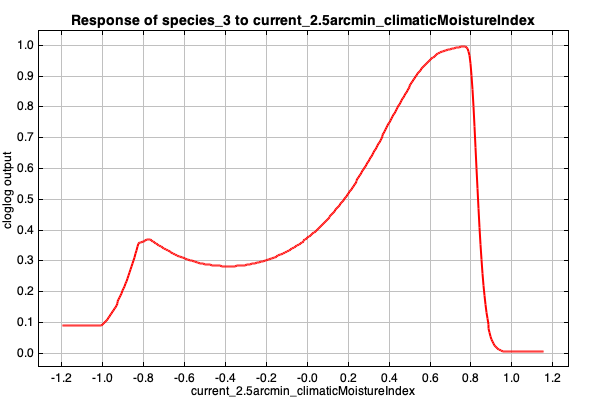 Response of species_3 to current_2.5arcmin_climaticMoistureIndex
1.0
0.9
0.8
0.7
0.6
0.5
0.4
0.3
0.2
0.1
0.0
cloglog output
-1.2 -1.0 -0.8 -0.6 -0.4 -0.2 -0.0 0.2 0.4 0.6 0.8 1.0 1.2
current_2.5arcmin_climaticMoistureIndex